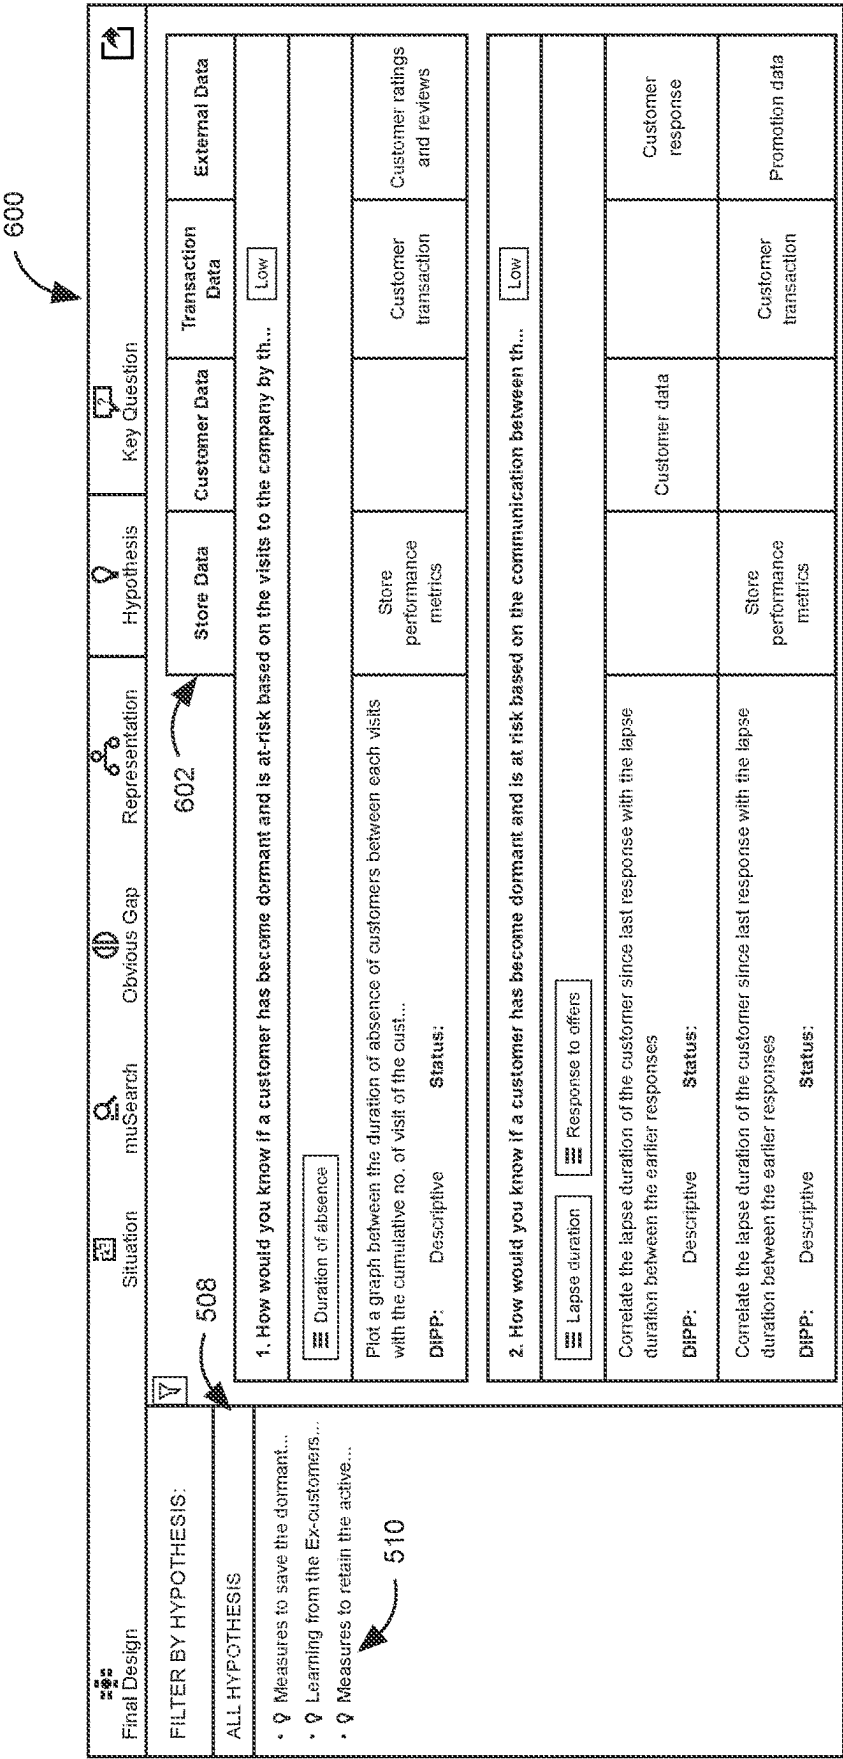 600
Final Design
Situation
muSearch
Obvious Gap
Representation
Hypothesis
Key Question
FILTER BY HYPOTHESIS:
508
ALL HYPOTHESIS
Measures to save the dormant...
Learning from the Ex-customers...
Measures to retain the active...
510
602
Store Data
Customer Data
Transaction
Data
External Data
1. How would you know if a customer has become dormant and is at-risk based on the visits to the company by th...
Low
Duration of absence
Plot a graph between the duration of absence of customers between each visits
with the cumulative no. of visit of the cust...
DIPP:
Descriptive
Status:
Store
performance
metrics
Customer
transaction
Customer ratings
and reviews
2. How would you know if a customer has become dormant and is at risk based on the communication between th...
Low
Lapse duration
Response to offers
Correlate the lapse duration of the customer since last response with the lapse
duration between the earlier responses
DIPP:
Descriptive
Status:
Customer data
Customer
response
Correlate the lapse duration of the customer since last response with the lapse
duration between the earlier responses
DIPP:
Descriptive
Status:
Store
performance
metrics
Customer
transaction
Promotion data